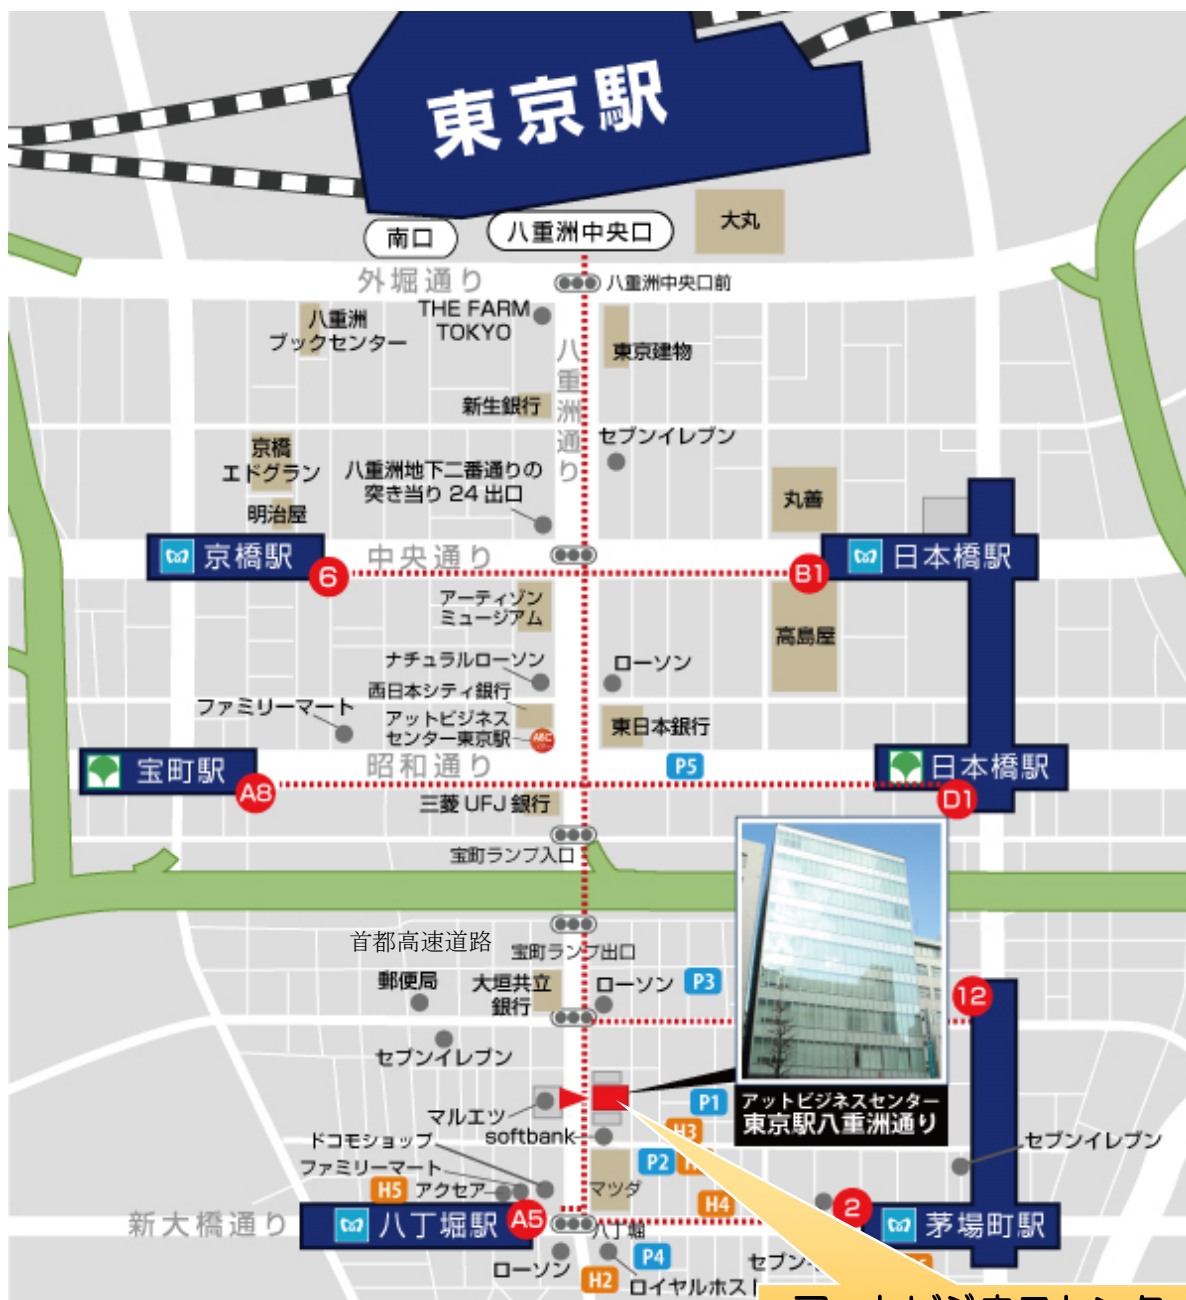 東京駅
南口
八重洲中央口
大丸
外堀通り
八重洲中央口前
八重洲
ブックセンター
THE FARM
TOKYO
八重洲通り
東京建物
新生銀行
セブンイレブン
京橋
エドグラン
八重洲地下二番通りの
突き当り 24 出口
丸善
明治屋
京橋駅
6
中央通り
B1
日本橋駅
アーティゾン
ミュージアム
高島屋
ナチュラルローソン
ローソン
西日本シティ銀行
ファミリーマート
アットビジネス
センター東京駅
ABC
東日本銀行
宝町駅
A8
昭和通り
P5
日本橋駅
D1
三菱 UFJ 銀行
宝町ランプ入口
首都高速道路
宝町ランプ出口
郵便局
大垣共立
銀行
ローソン
P3
12
セブンイレブン
マルエツ
P1
アットビジネスセンター
東京駅八重洲通り
softbank
H3
ドコモショップ
セブンイレブン
ファミリーマート
P2
H5
アクセア
マツダ
H4
新大橋通り
八丁堀駅
A5
八丁堀
2
茅場町駅
ローソン
P4
H2
ロイヤルホスト